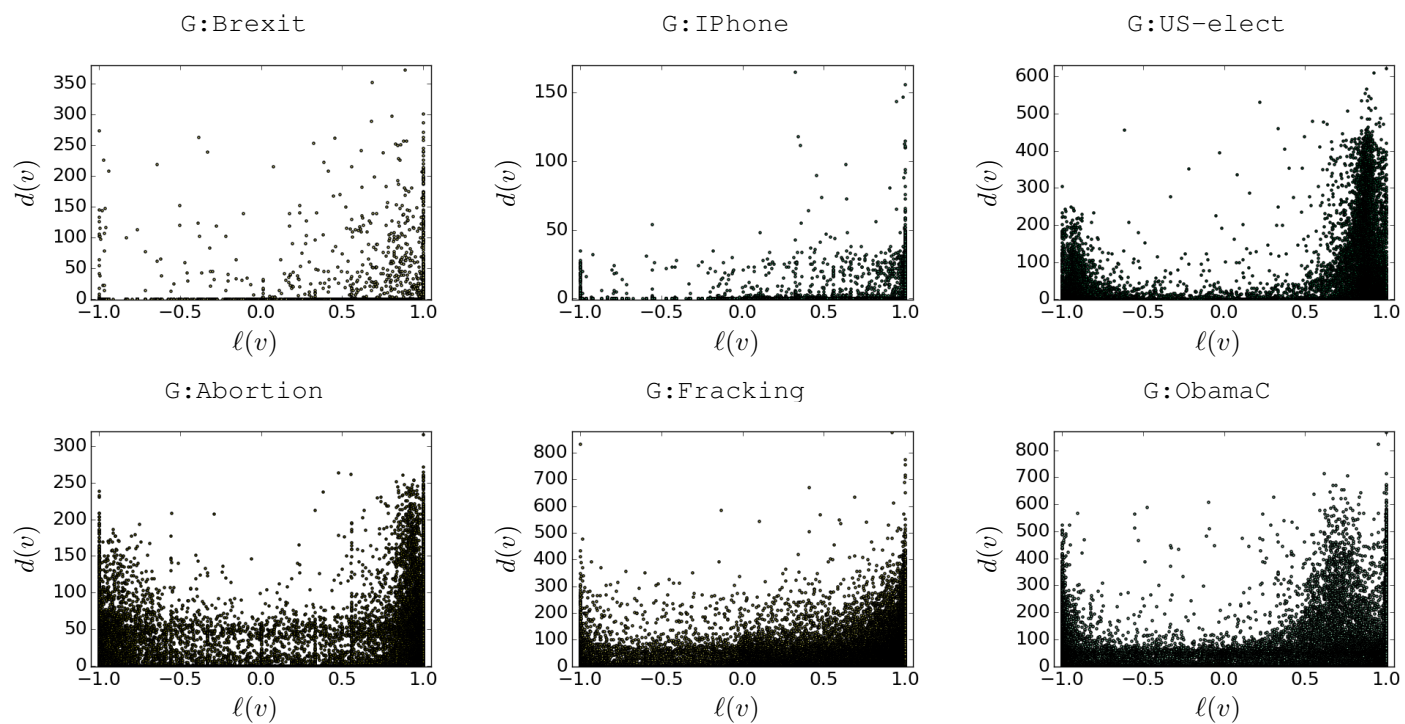 G:Brexit
G:IPhone
G:US-elect
350
300
250
200
150
100
50
0
d(v)
−1.0 −0.5 0.0 0.5 1.0
ℓ(v)
150
100
50
0
d(v)
−1.0 −0.5 0.0 0.5 1.0
ℓ(v)
600
500
400
300
200
100
0
d(v)
−1.0 −0.5 0.0 0.5 1.0
ℓ(v)
G:Abortion
G:Fracking
G:ObamaC
300
250
200
150
100
50
0
d(v)
−1.0 −0.5 0.0 0.5 1.0
ℓ(v)
800
700
600
500
400
300
200
100
0
d(v)
−1.0 −0.5 0.0 0.5 1.0
ℓ(v)
800
700
600
500
400
300
200
100
0
d(v)
−1.0 −0.5 0.0 0.5 1.0
ℓ(v)